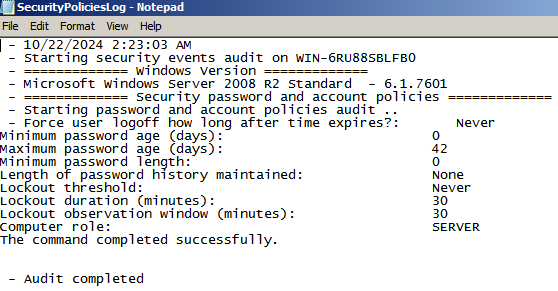 SecurityPoliciesLog - Notepad
File Edit Format View Help
- 10/22/2024 2:23:03 AM
- Starting security events audit on WIN-6RU88SBLFB0
- ============= Windows Version =============
- Microsoft Windows Server 2008 R2 Standard  - 6.1.7601
- ============= Security password and account policies =============
- Starting password and account policies audit ..
- Force user logoff how long after time expires?: Never
Minimum password age (days): 0
Maximum password age (days): 42
Minimum password length: 0
Length of password history maintained: None
Lockout threshold: Never
Lockout duration (minutes): 30
Lockout observation window (minutes): 30
Computer role: SERVER
The command completed successfully.
- Audit completed